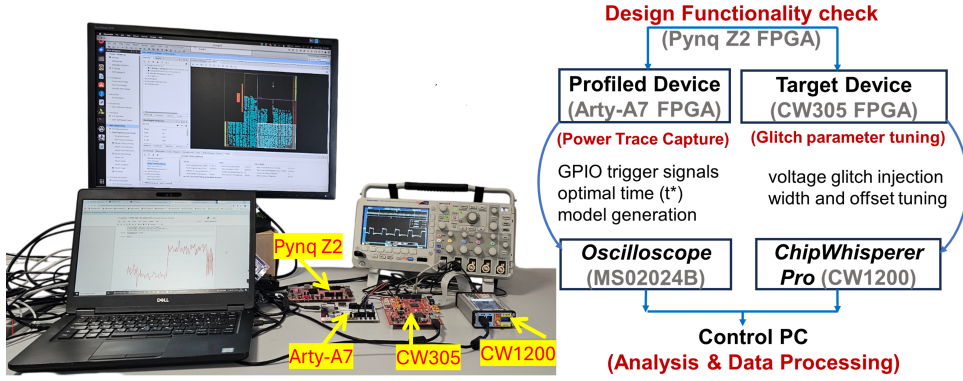 Pynq Z2
Arty-A7
CW305
CW1200
DELL
Design Functionality check
(Pynq Z2 FPGA)
Profiled Device
(Arty-A7 FPGA)
Target Device
(CW305 FPGA)
(Power Trace Capture)
(Glitch parameter tuning)
GPIO trigger signals
optimal time (t*)
model generation
voltage glitch injection
width and offset tuning
Oscilloscope
(MS02024B)
ChipWhisperer
Pro (CW1200)
Control PC
(Analysis & Data Processing)